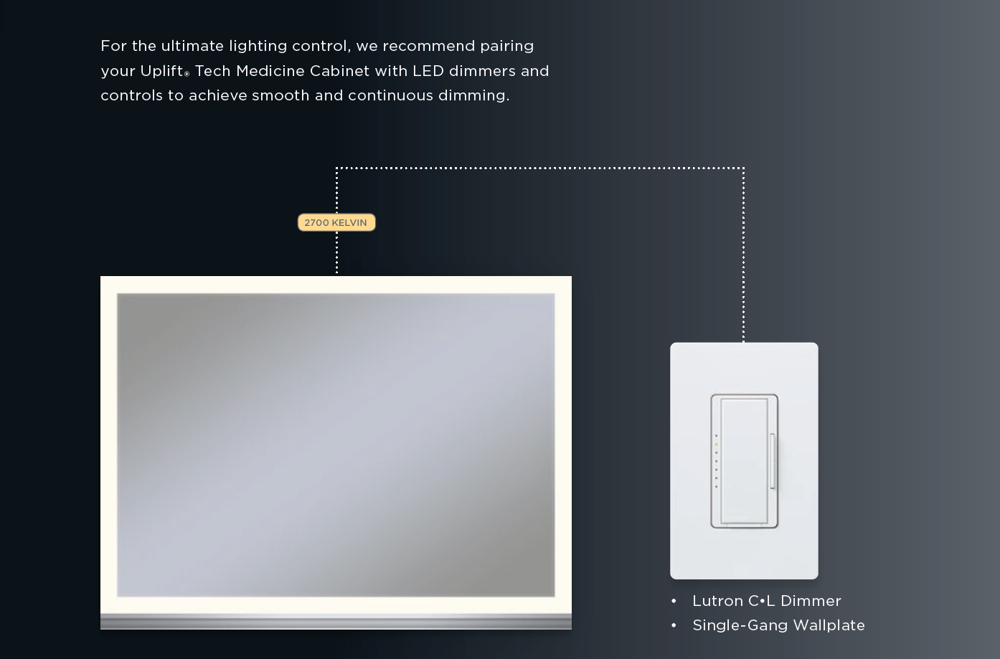 For the ultimate lighting control, we recommend pairing
your Uplift® Tech Medicine Cabinet with LED dimmers and
controls to achieve smooth and continuous dimming.
2700 KELVIN
• Lutron C•L Dimmer
• Single-Gang Wallplate